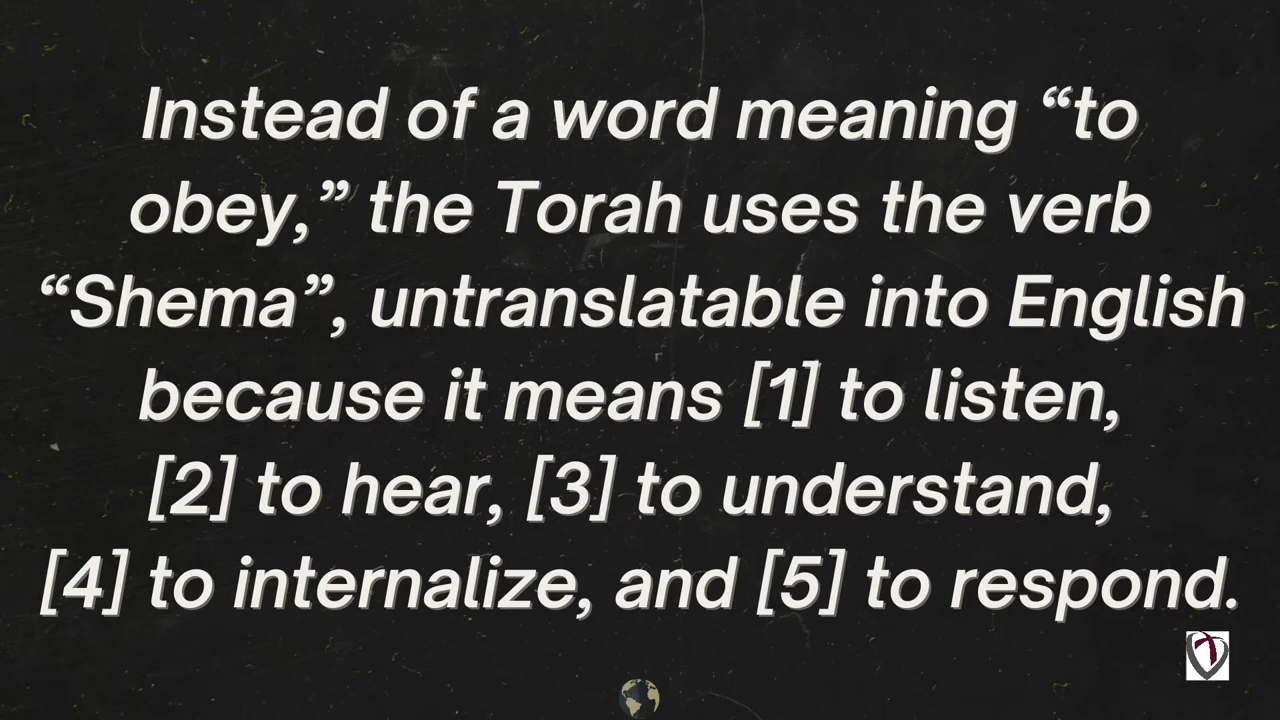 Instead of a word meaning “to
obey,” the Torah uses the verb
“Shema”, untranslatable into English
because it means [1] to listen,
[2] to hear, [3] to understand,
[4] to internalize, and [5] to respond.